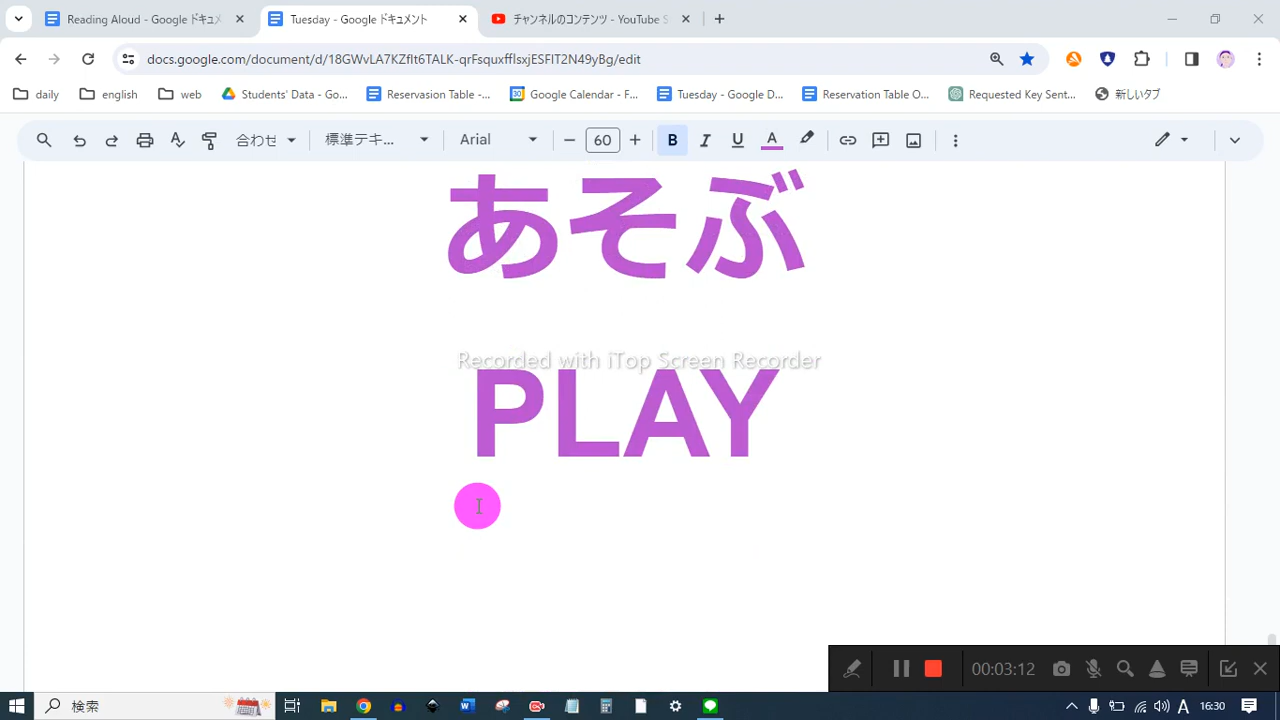 Reading Aloud - Google ドキュメ
Tuesday - Google ドキュメント
チャンネルのコンテンツ - YouTube S
docs.google.com/document/d/18GWvLA7KZfIt6TALK-qrFsquxfflsxjESFIT2N49yBg/edit
daily
english
web
Students' Data - Go...
Reservasion Table -...
Google Calendar - F...
Tuesday - Google D...
Reservation Table O...
Requested Key Sent...
新しいタブ
合わせ
標準テキ...
Arial
60
B
I
U
A
あそぶ
Recorded with iTop Screen Recorder
PLAY
00:03:12
検索
A
16:30